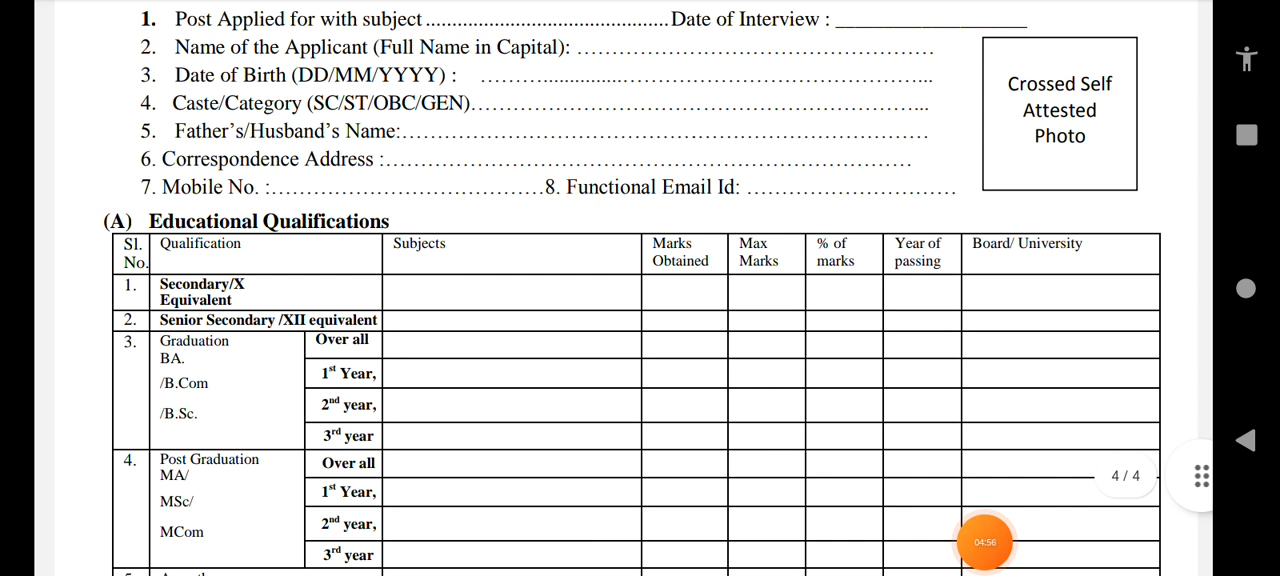 1. Post Applied for with subject ............................................. Date of Interview : ____________________
2. Name of the Applicant (Full Name in Capital): ……………………………………
3. Date of Birth (DD/MM/YYYY) : ………...............………………………………...
4. Caste/Category (SC/ST/OBC/GEN)………………………………………………...
5. Father’s/Husband’s Name:……………………………………………………
6. Correspondence Address :……………………………………………………
7. Mobile No. :………………………………….8. Functional Email Id: …………………………
Crossed Self
Attested
Photo
(A) Educational Qualifications
Sl. No. Qualification Subjects Marks Obtained Max Marks % of marks Year of passing Board/ University
1. Secondary/X
Equivalent
2. Senior Secondary /XII equivalent
3. Graduation Over all
BA.
1st Year,
/B.Com
2nd year,
/B.Sc.
3rd year
4. Post Graduation Over all
MA/
1st Year,
MSc/
2nd year,
MCom
3rd year
4 / 4
04:56